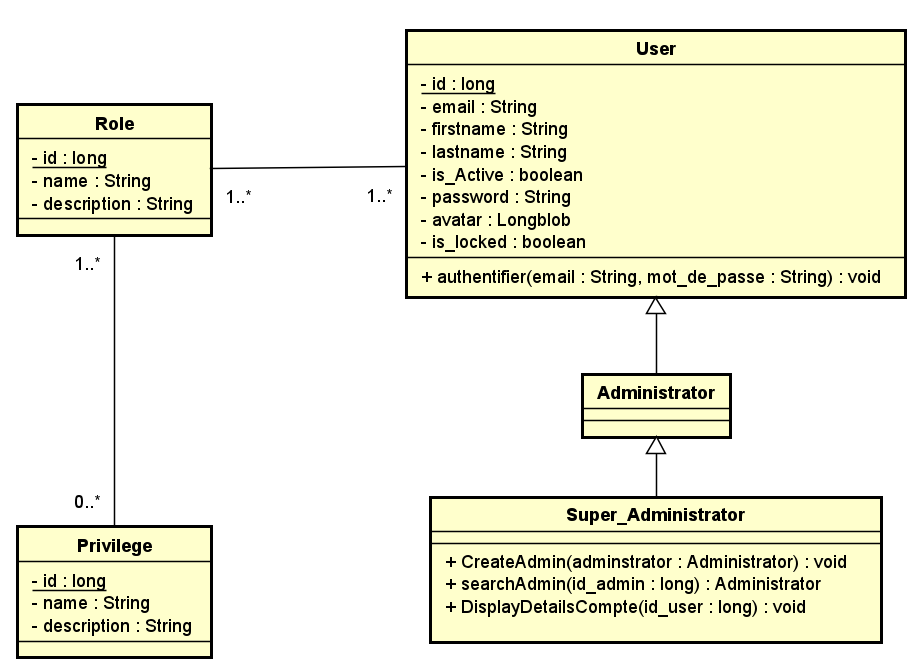 User
- id : long
- email : String
- firstname : String
- lastname : String
- is_Active : boolean
- password : String
- avatar : Longblob
- is_locked : boolean
+ authentifier(email : String, mot_de_passe : String) : void
Role
- id : long
- name : String
- description : String
1..*
1..*
1..*
0..*
Administrator
Super_Administrator
+ CreateAdmin(adminstrator : Administrator) : void
+ searchAdmin(id_admin : long) : Administrator
+ DisplayDetailsCompte(id_user : long) : void
Privilege
- id : long
- name : String
- description : String